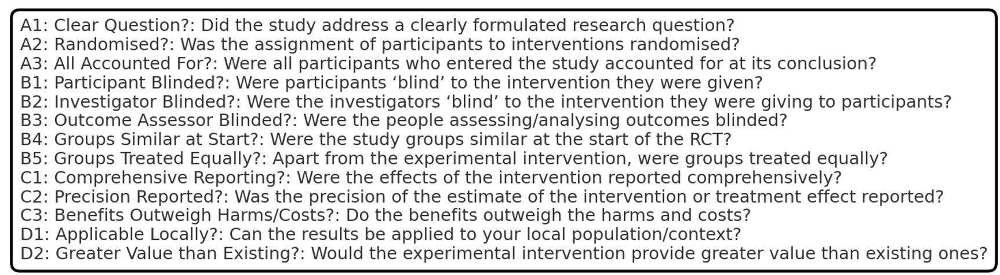 A1: Clear Question?: Did the study address a clearly formulated research question?
A2: Randomised?: Was the assignment of participants to interventions randomised?
A3: All Accounted For?: Were all participants who entered the study accounted for at its conclusion?
B1: Participant Blinded?: Were participants ‘blind’ to the intervention they were given?
B2: Investigator Blinded?: Were the investigators ‘blind’ to the intervention they were giving to participants?
B3: Outcome Assessor Blinded?: Were the people assessing/analysing outcomes blinded?
B4: Groups Similar at Start?: Were the study groups similar at the start of the RCT?
B5: Groups Treated Equally?: Apart from the experimental intervention, were groups treated equally?
C1: Comprehensive Reporting?: Were the effects of the intervention reported comprehensively?
C2: Precision Reported?: Was the precision of the estimate of the intervention or treatment effect reported?
C3: Benefits Outweigh Harms/Costs?: Do the benefits outweigh the harms and costs?
D1: Applicable Locally?: Can the results be applied to your local population/context?
D2: Greater Value than Existing?: Would the experimental intervention provide greater value than existing ones?